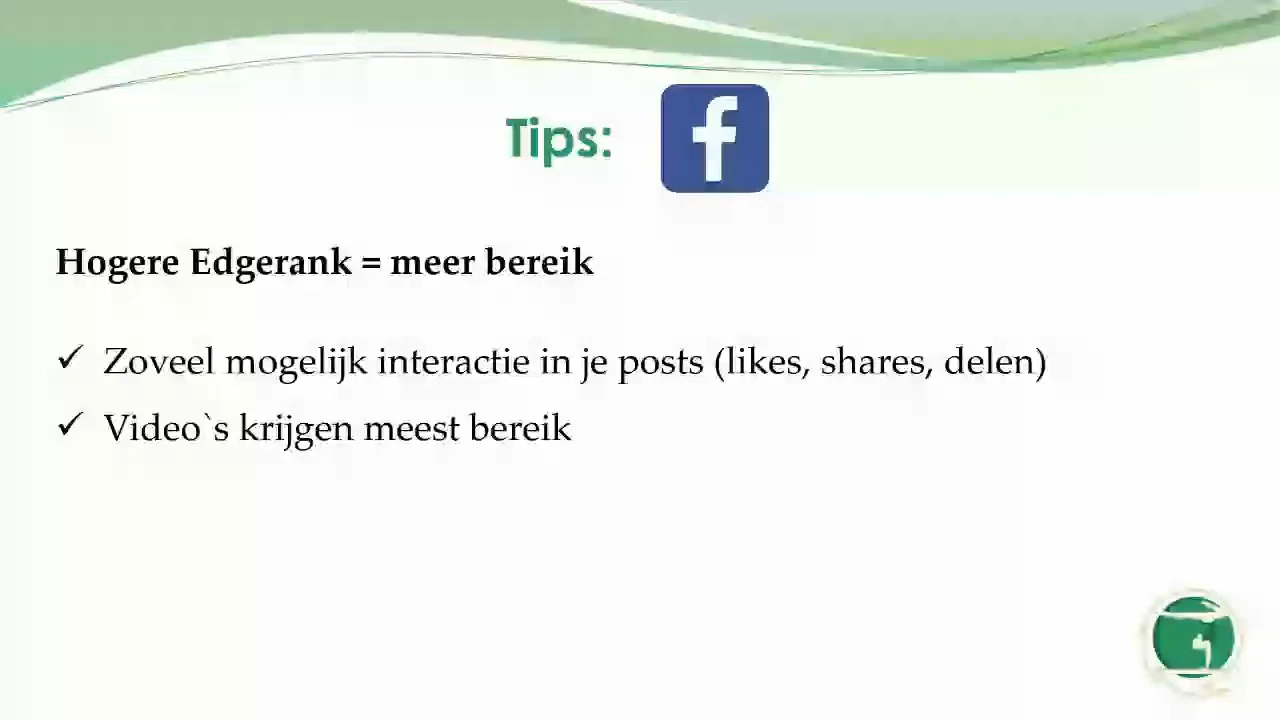 Tips:
Hogere Edgerank = meer bereik
✓ Zoveel mogelijk interactie in je posts (likes, shares, delen)
✓ Video`s krijgen meest bereik